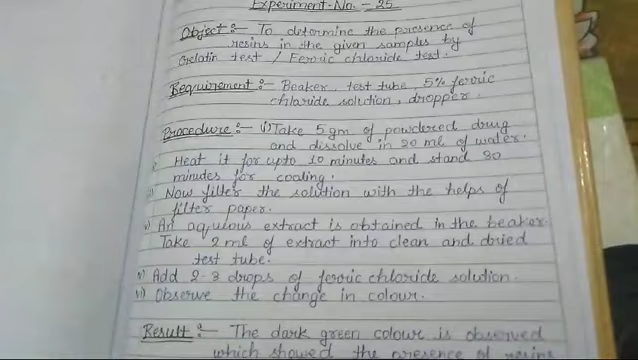 Experiment-No. - 25
Object :- To determine the presence of
resins in the given samples by
Gelatin test / Ferric chloride test.
Requirement :- Beaker, test tube, 5% ferric
chloride solution, dropper.
Procedure :- (i) Take 5 gm of powdered drug
and dissolve in 20 ml of water.
Heat it for upto 10 minutes and stand 30
minutes for cooling.
Now filter the solution with the helps of
filter paper.
An aqulous extract is obtained in the beaker.
Take 2 ml of extract into clean and dried
test tube.
v) Add 2-3 drops of ferric chloride solution.
vi) Observe the change in colour.
Result :- The dark green colour is observed
which showed the presence of resins